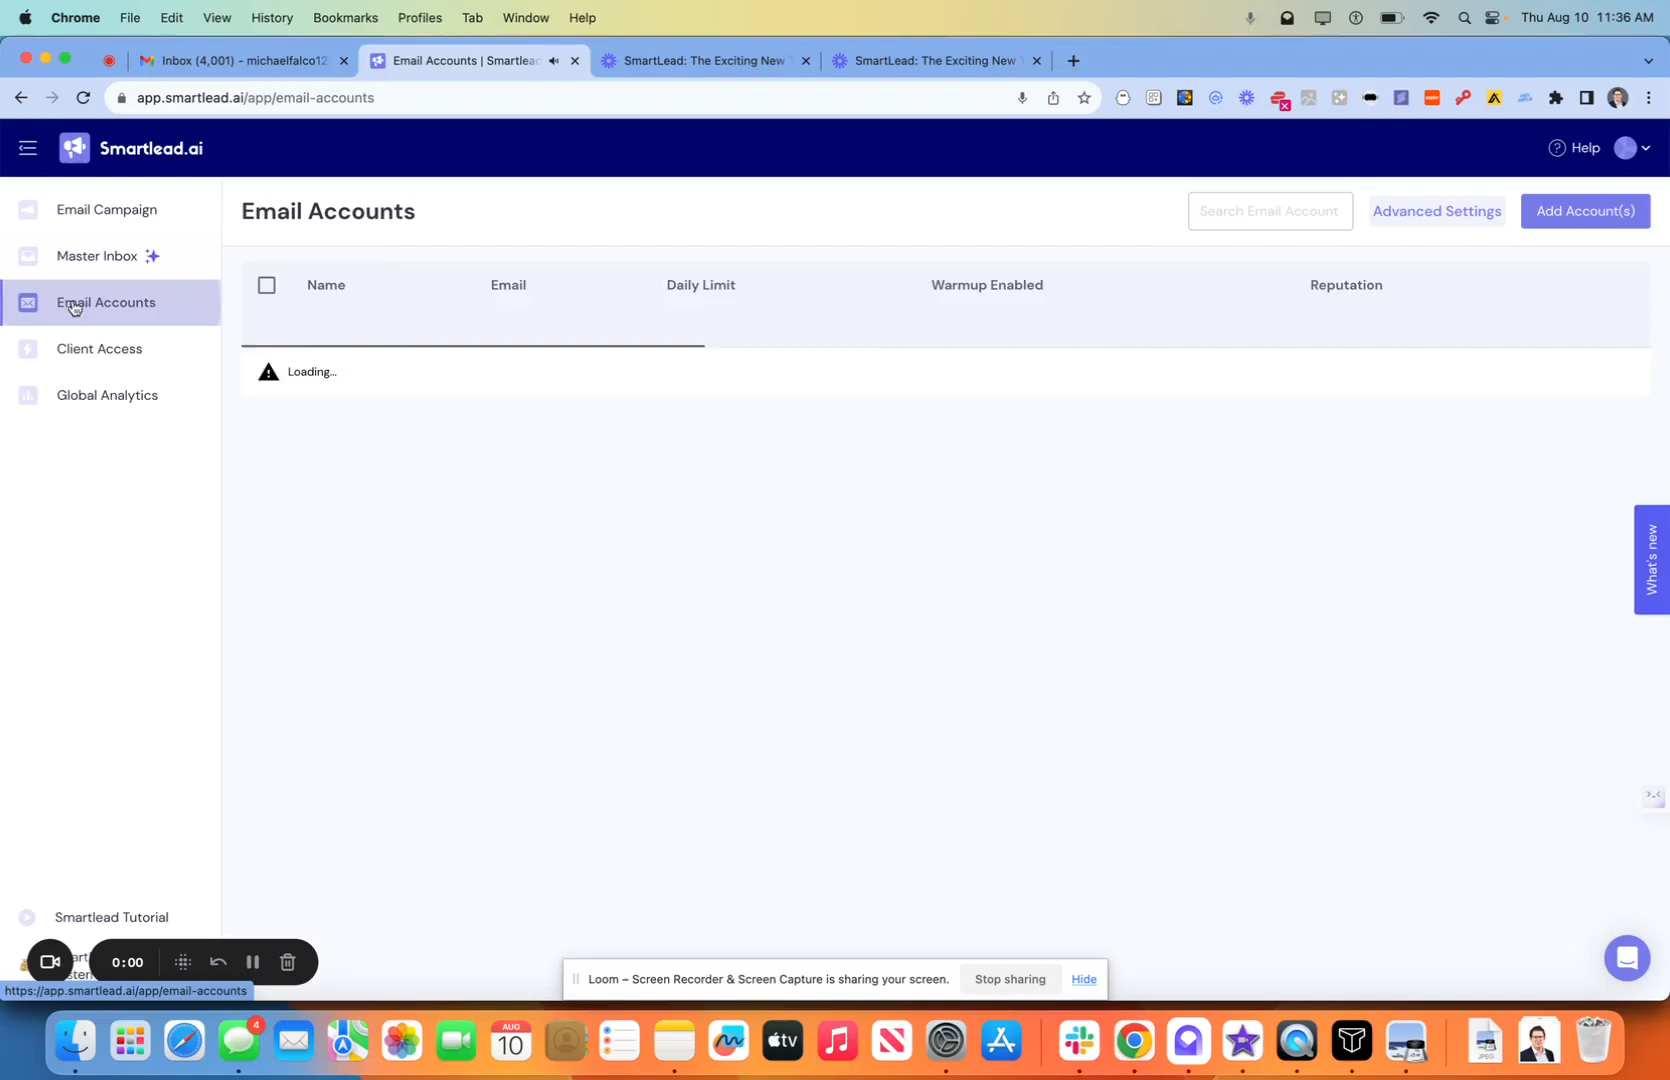 Chrome File Edit View History Bookmarks Profiles Tab Window Help Thu Aug 10 11:36 AM
Inbox (4,001) - michaelfalco12 Email Accounts | Smartlead SmartLead: The Exciting New SmartLead: The Exciting New
app.smartlead.ai/app/email-accounts
Smartlead.ai Help
Email Campaign
Master Inbox
Email Accounts
Client Access
Global Analytics
Email Accounts Search Email Account Advanced Settings Add Account(s)
Name Email Daily Limit Warmup Enabled Reputation
Loading...
What's new
Smartlead Tutorial
0:00
https://app.smartlead.ai/app/email-accounts
Loom – Screen Recorder & Screen Capture is sharing your screen. Stop sharing Hide
4
AUG
10
tv
JPEG